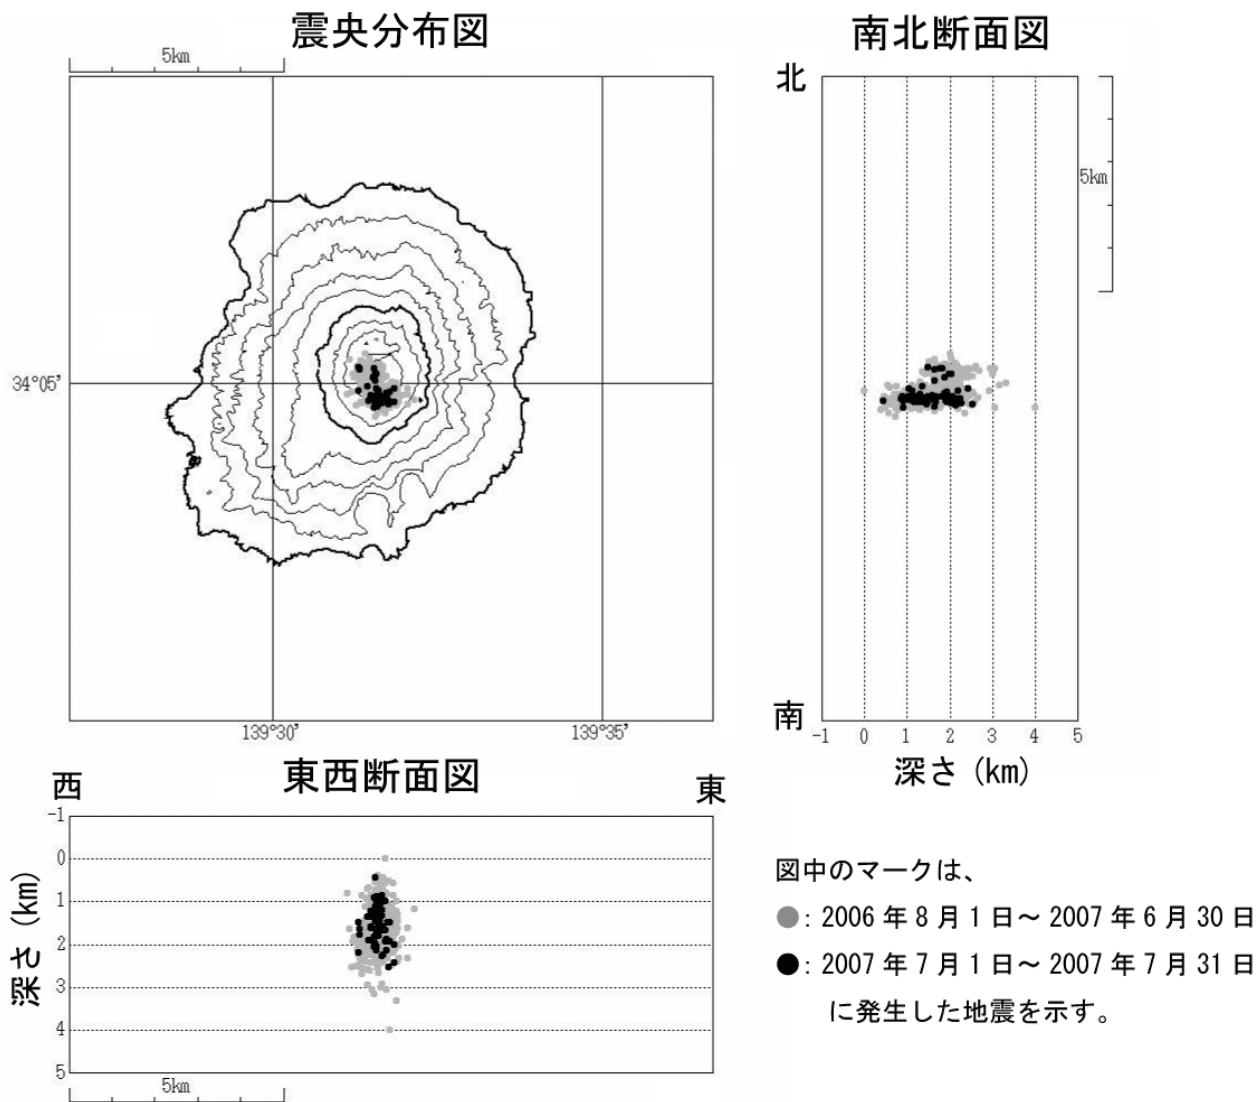 震央分布図
5km
34°05’
139°30’
139°35’
南北断面図
北
5km
南
-1 0 1 2 3 4 5
深さ (km)
東西断面図
西
東
-1
0
1
2
3
4
5
深さ (km)
5km
図中のマークは、
●: 2006 年 8 月 1 日～ 2007 年 6 月 30 日
●: 2007 年 7 月 1 日～ 2007 年 7 月 31 日
に発生した地震を示す。